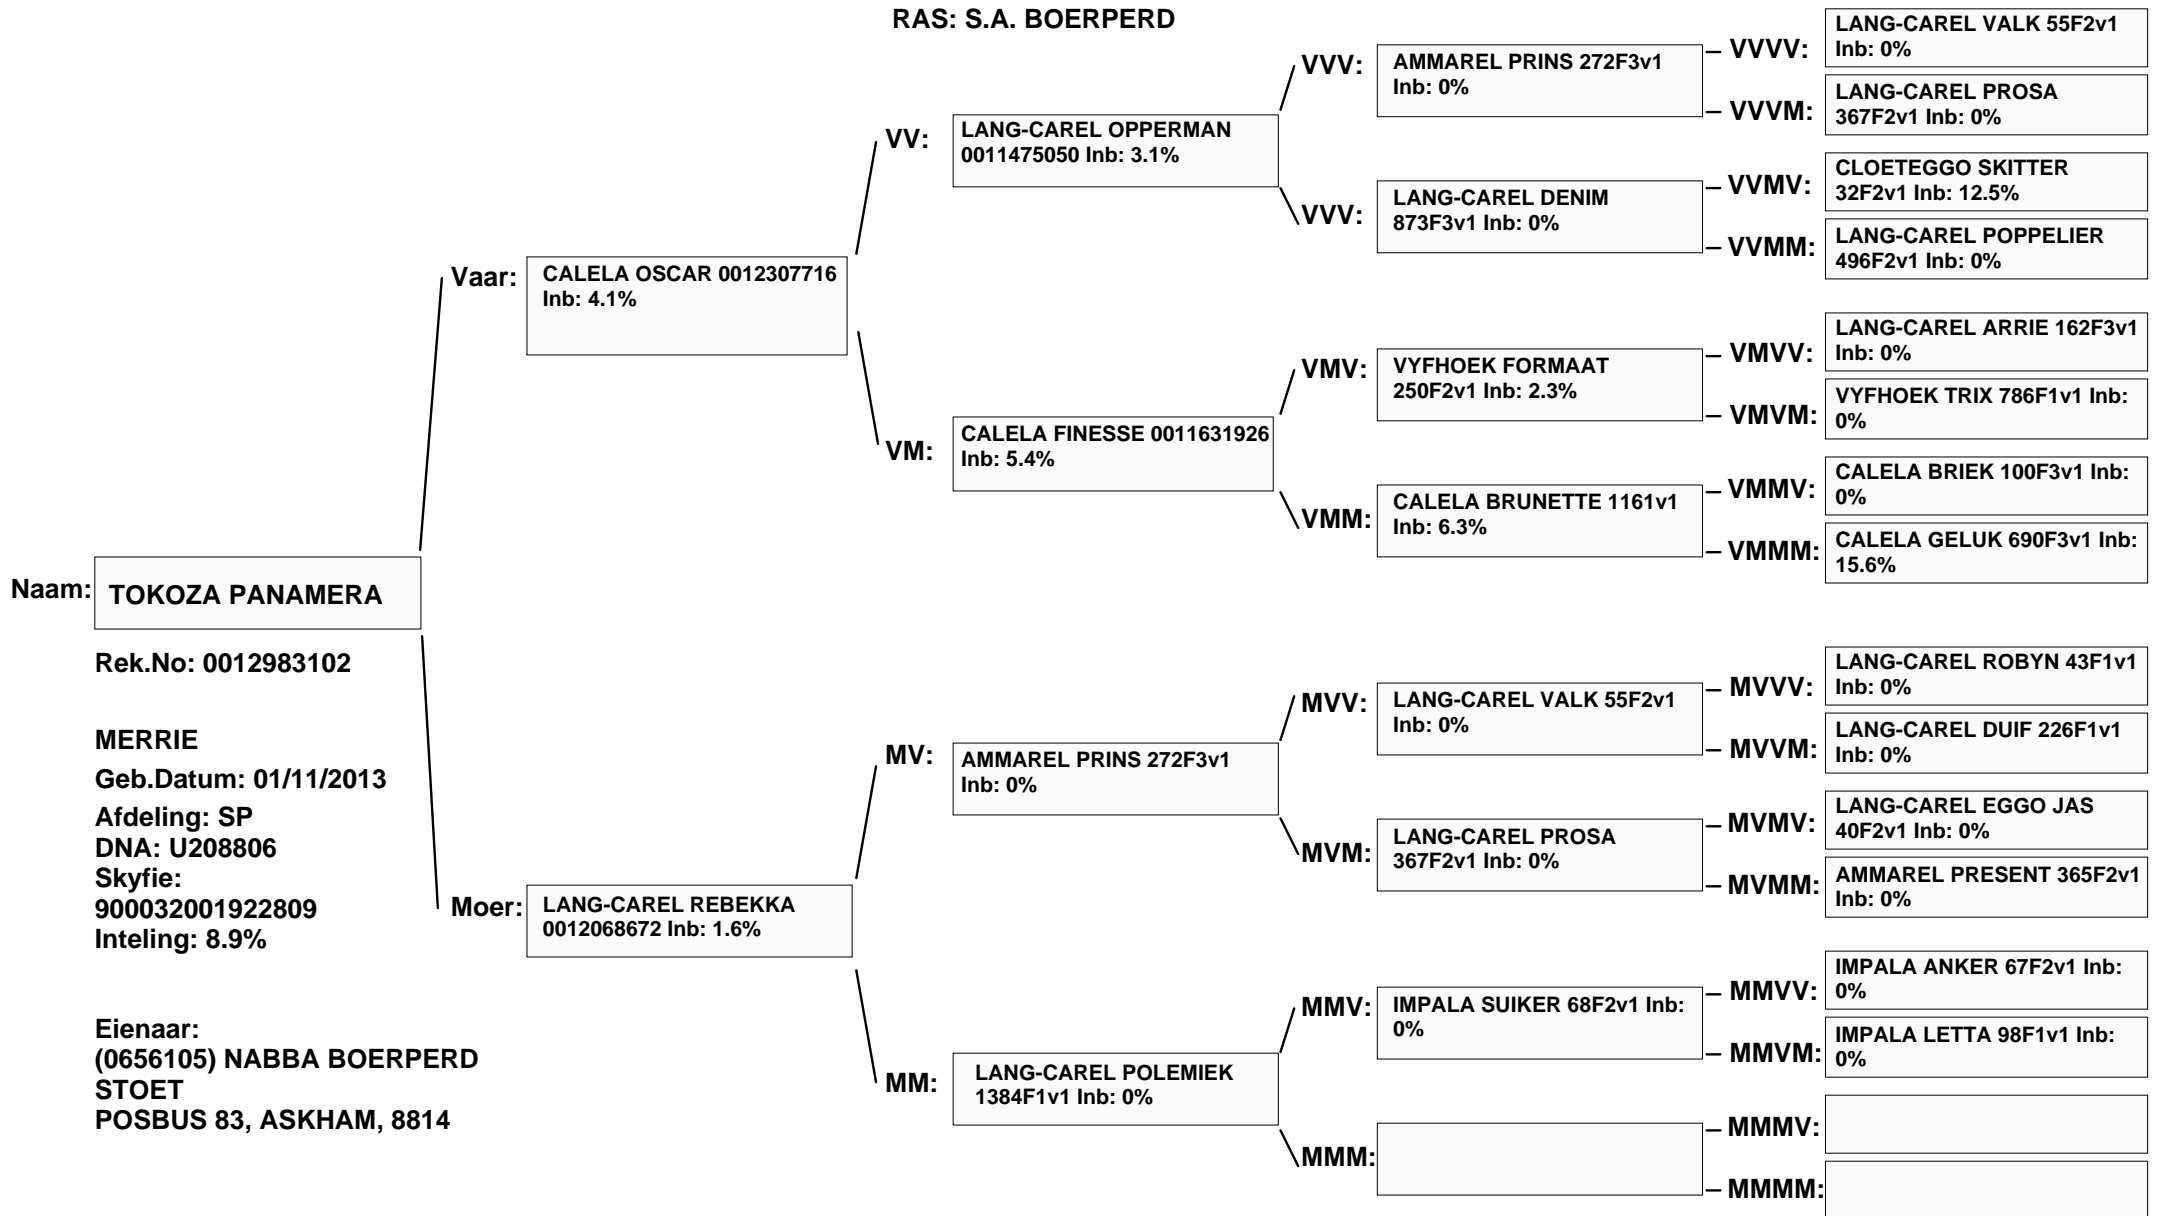 RAS: S.A. BOERPERD
Naam:
TOKOZA PANAMERA
Rek.No: 0012983102
MERRIE
Geb.Datum: 01/11/2013
Afdeling: SP
DNA: U208806
Skyfie:
900032001922809
Inteling: 8.9%
Eienaar:
(0656105) NABBA BOERPERD
STOET
POSBUS 83, ASKHAM, 8814
Vaar:
CALELA OSCAR 0012307716
Inb: 4.1%
Moer:
LANG-CAREL REBEKKA
0012068672 Inb: 1.6%
VV:
LANG-CAREL OPPERMAN
0011475050 Inb: 3.1%
VM:
CALELA FINESSE 0011631926
Inb: 5.4%
MV:
AMMAREL PRINS 272F3v1
Inb: 0%
MM:
LANG-CAREL POLEMIEK
1384F1v1 Inb: 0%
VVV:
AMMAREL PRINS 272F3v1
Inb: 0%
VVV:
LANG-CAREL DENIM
873F3v1 Inb: 0%
VMV:
VYFHOEK FORMAAT
250F2v1 Inb: 2.3%
VMM:
CALELA BRUNETTE 1161v1
Inb: 6.3%
MVV:
LANG-CAREL VALK 55F2v1
Inb: 0%
MVM:
LANG-CAREL PROSA
367F2v1 Inb: 0%
MMV:
IMPALA SUIKER 68F2v1 Inb:
0%
MMM:
VVVV:
LANG-CAREL VALK 55F2v1
Inb: 0%
VVVM:
LANG-CAREL PROSA
367F2v1 Inb: 0%
VVMV:
CLOETEGGO SKITTER
32F2v1 Inb: 12.5%
VVMM:
LANG-CAREL POPPELIER
496F2v1 Inb: 0%
VMVV:
LANG-CAREL ARRIE 162F3v1
Inb: 0%
VMVM:
VYFHOEK TRIX 786F1v1 Inb:
0%
VMMV:
CALELA BRIEK 100F3v1 Inb:
0%
VMMM:
CALELA GELUK 690F3v1 Inb:
15.6%
MVVV:
LANG-CAREL ROBYN 43F1v1
Inb: 0%
MVVM:
LANG-CAREL DUIF 226F1v1
Inb: 0%
MVMV:
LANG-CAREL EGGO JAS
40F2v1 Inb: 0%
MVMM:
AMMAREL PRESENT 365F2v1
Inb: 0%
MMVV:
IMPALA ANKER 67F2v1 Inb:
0%
MMVM:
IMPALA LETTA 98F1v1 Inb:
0%
MMMV:
MMMM: